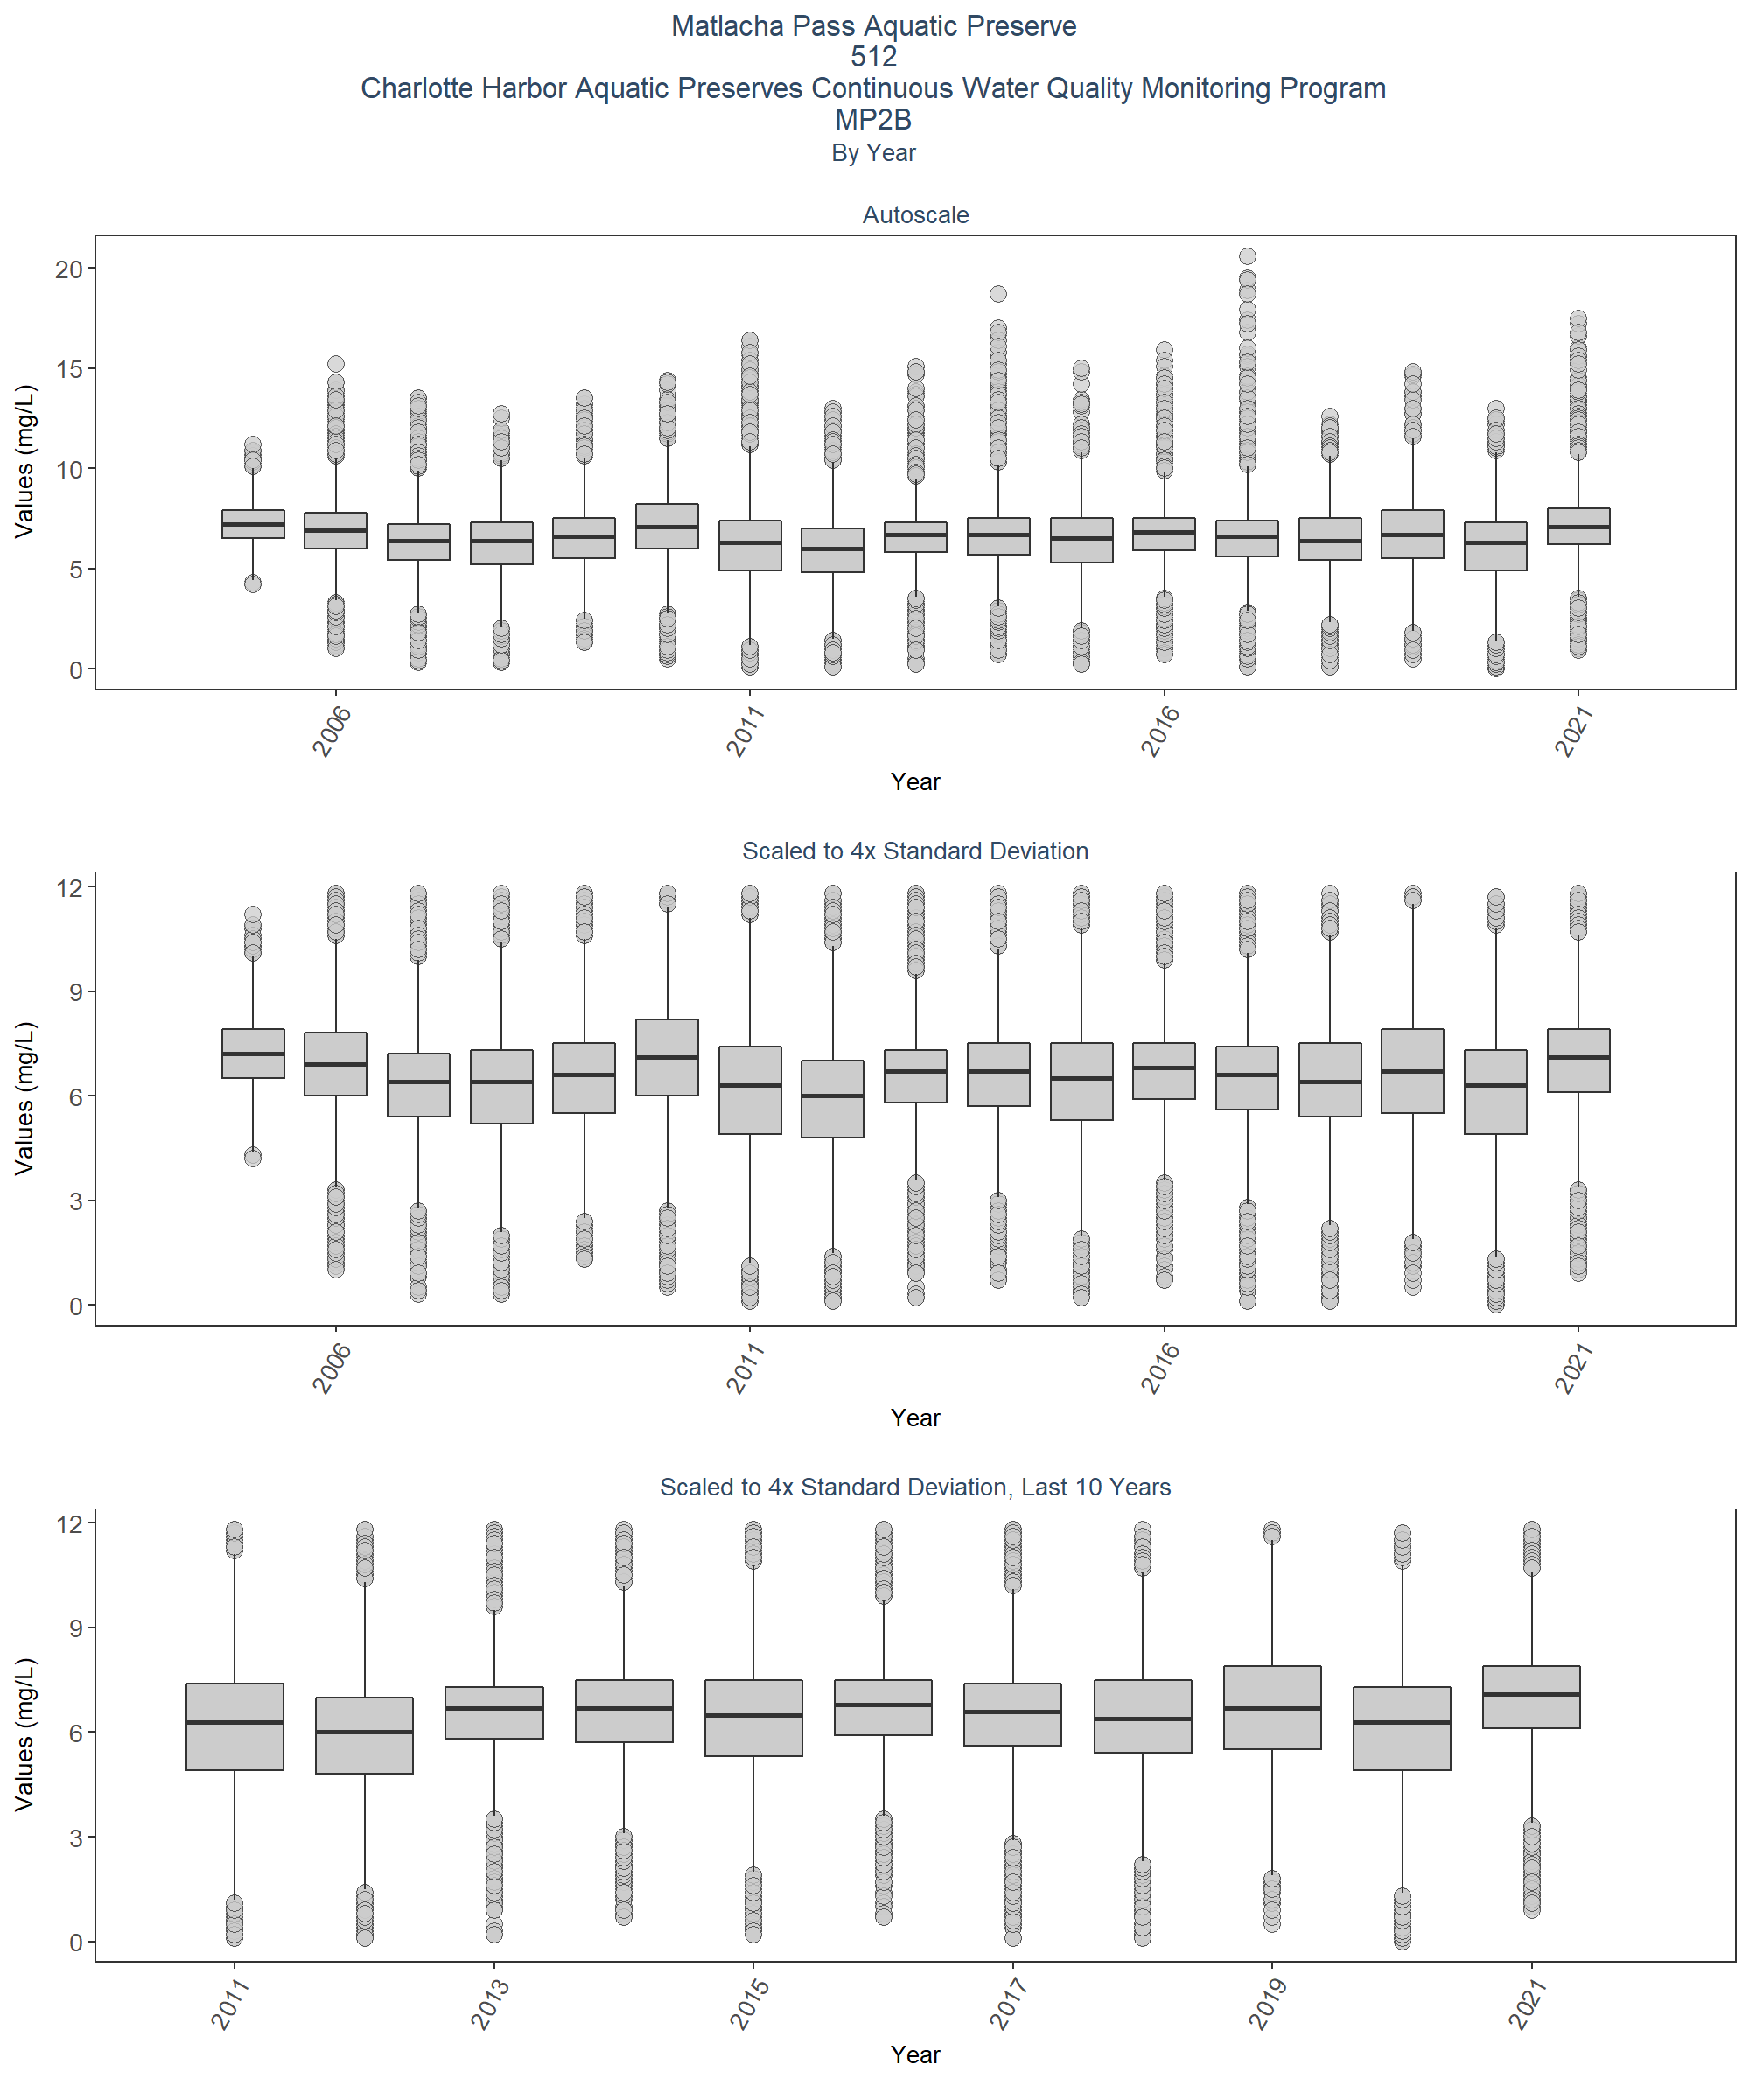 Matlacha Pass Aquatic Preserve
512
Charlotte Harbor Aquatic Preserves Continuous Water Quality Monitoring Program
MP2B
By Year
Autoscale
Values (mg/L)
20
15
10
5
0
2006
2011
2016
2021
Year
Scaled to 4x Standard Deviation
Values (mg/L)
12
9
6
3
0
2006
2011
2016
2021
Year
Scaled to 4x Standard Deviation, Last 10 Years
Values (mg/L)
12
9
6
3
0
2011
2013
2015
2017
2019
2021
Year